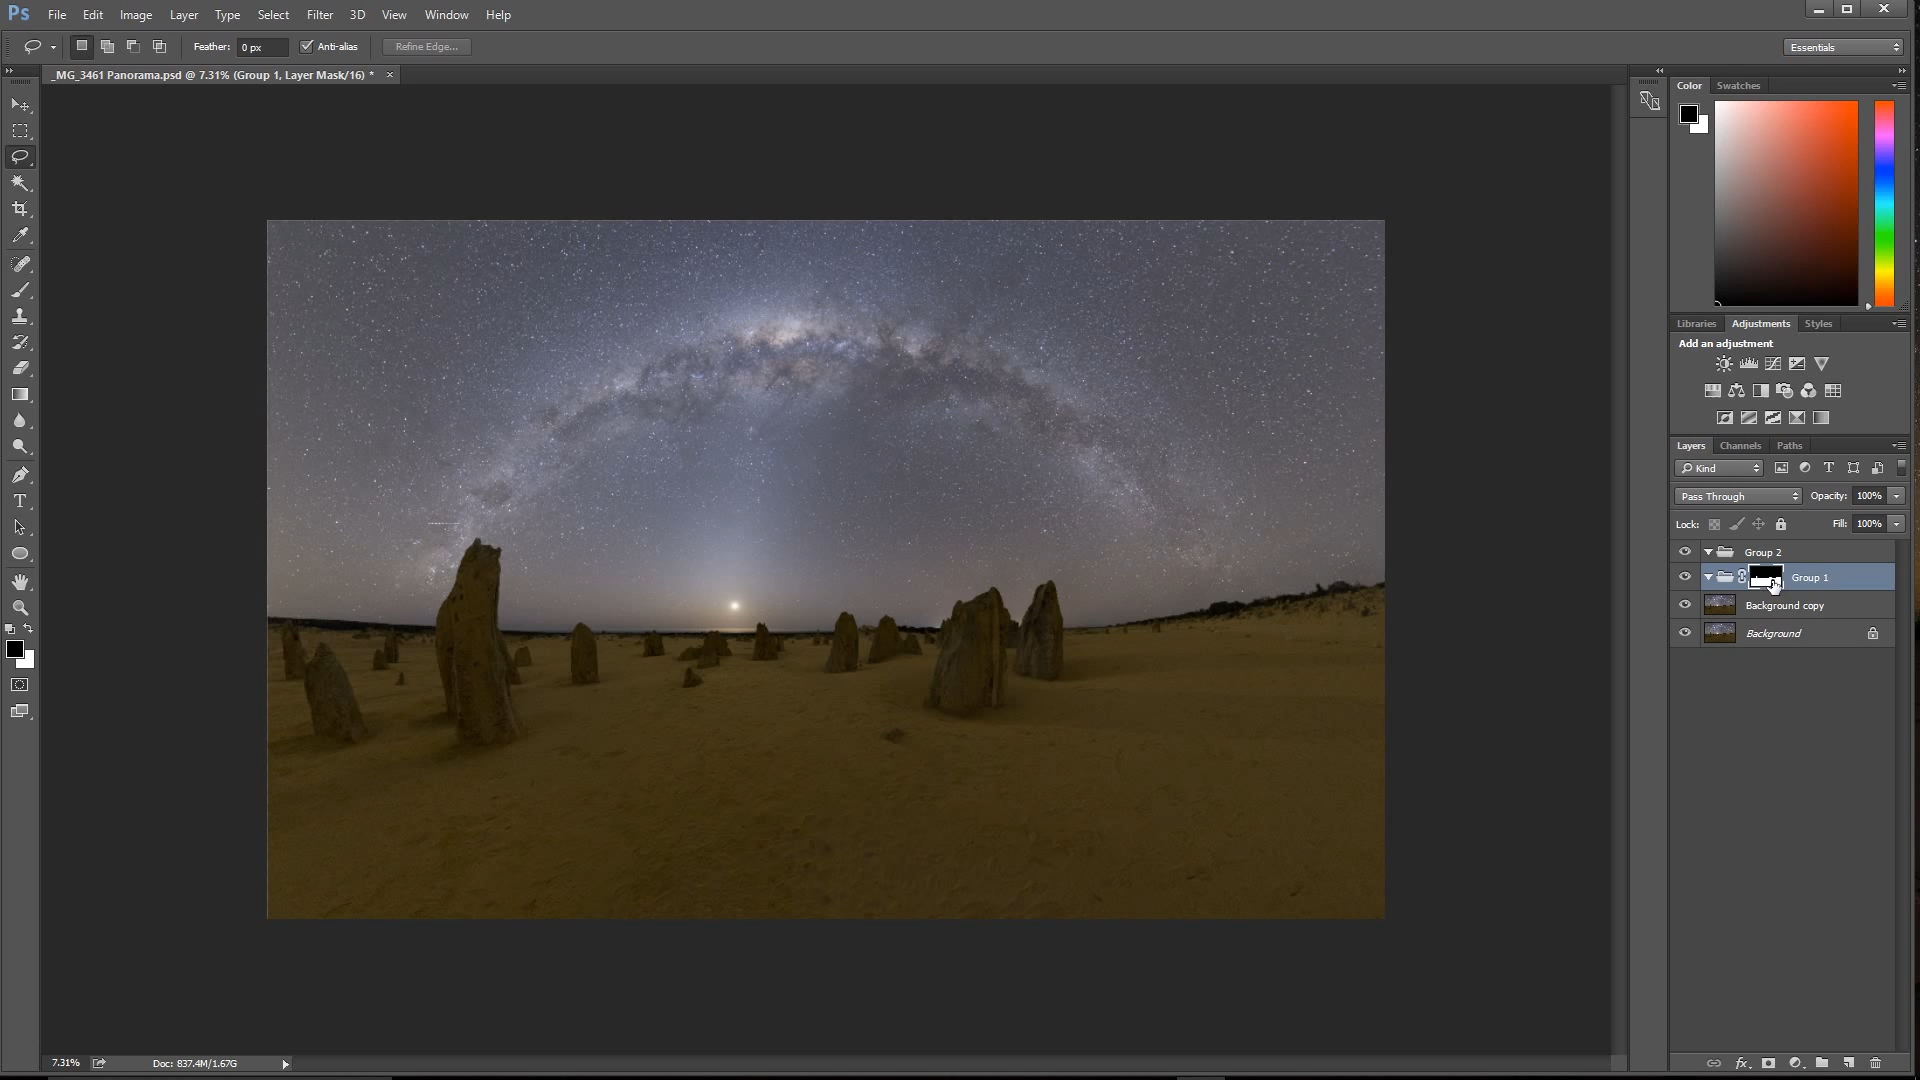 Ps File Edit Image Layer Type Select Filter 3D View Window Help
Feather: 0 px Anti-alias Refine Edge... Essentials
_MG_3461 Panorama.psd @ 7.31% (Group 1, Layer Mask/16) * ×
Color Swatches
Libraries Adjustments Styles
Add an adjustment
Layers Channels Paths
Kind
Pass Through Opacity: 100%
Lock: Fill: 100%
Group 2
Group 1
Background copy
Background
7.31% Doc: 837.4M/1.67G
fx